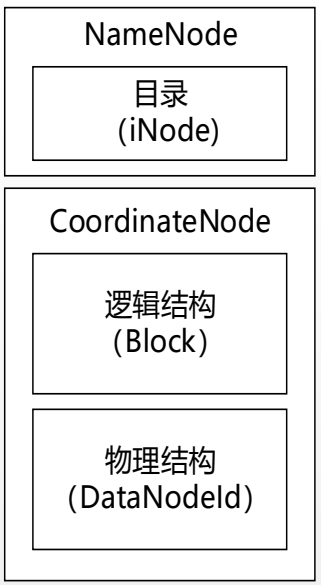 NameNode
目录
(iNode)
CoordinateNode
逻辑结构
(Block)
物理结构
(DataNodeId)